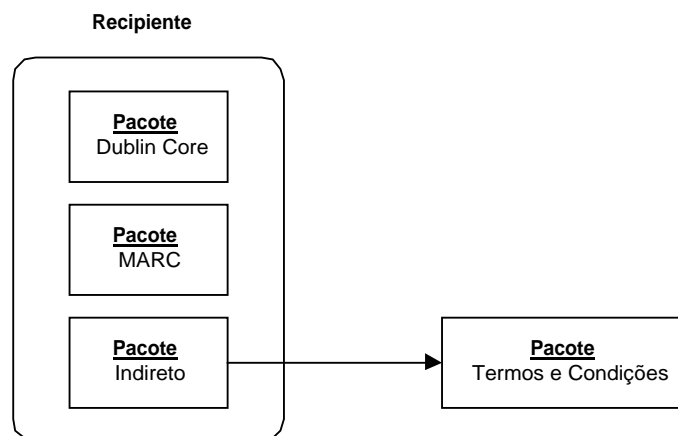 Recipiente
Pacote
Dublin Core
Pacote
MARC
Pacote
Indireto
Pacote
Termos e Condições